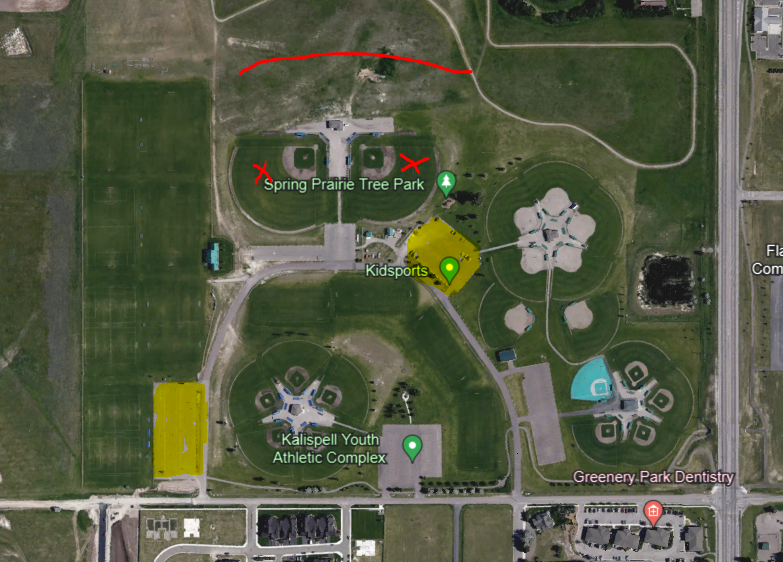 Spring Prairie Tree Park
Kidsports
Fla
Com
Kalispell Youth
Athletic Complex
Greenery Park Dentistry